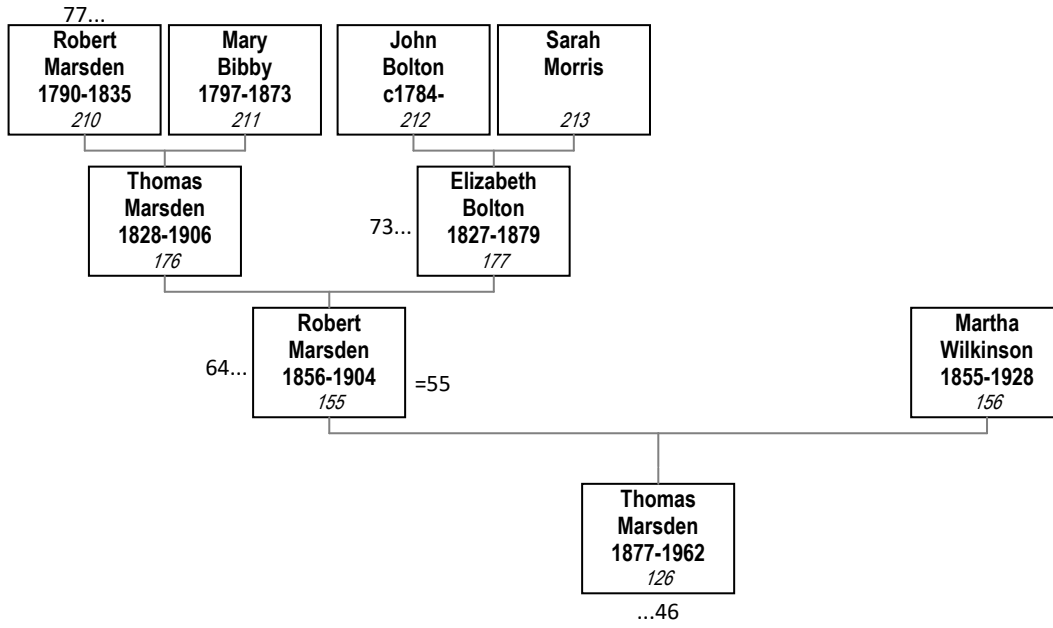 77...
Robert
Marsden
1790-1835
210
Mary
Bibby
1797-1873
211
John
Bolton
c1784-
212
Sarah
Morris
213
Thomas
Marsden
1828-1906
176
73...
Elizabeth
Bolton
1827-1879
177
64...
Robert
Marsden
1856-1904
155
=55
Martha
Wilkinson
1855-1928
156
Thomas
Marsden
1877-1962
126
...46